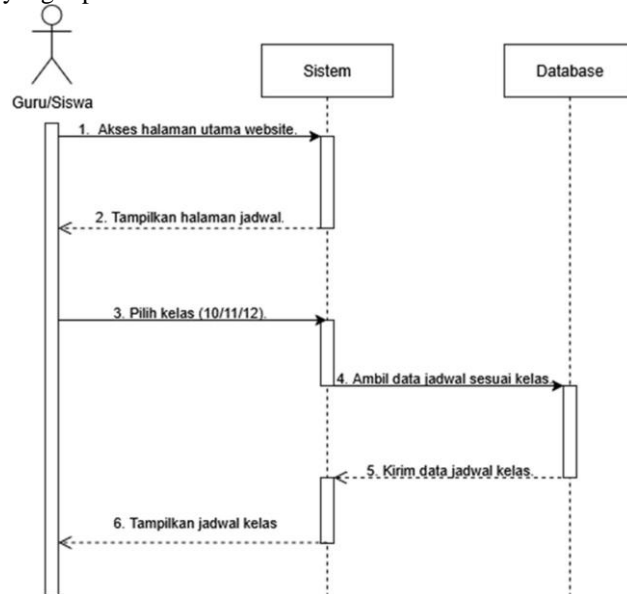 Guru/Siswa
Sistem
Database
1. Akses halaman utama website.
2. Tampilkan halaman jadwal.
3. Pilih kelas (10/11/12).
4. Ambil data jadwal sesuai kelas.
5. Kirim data jadwal kelas.
6. Tampilkan jadwal kelas